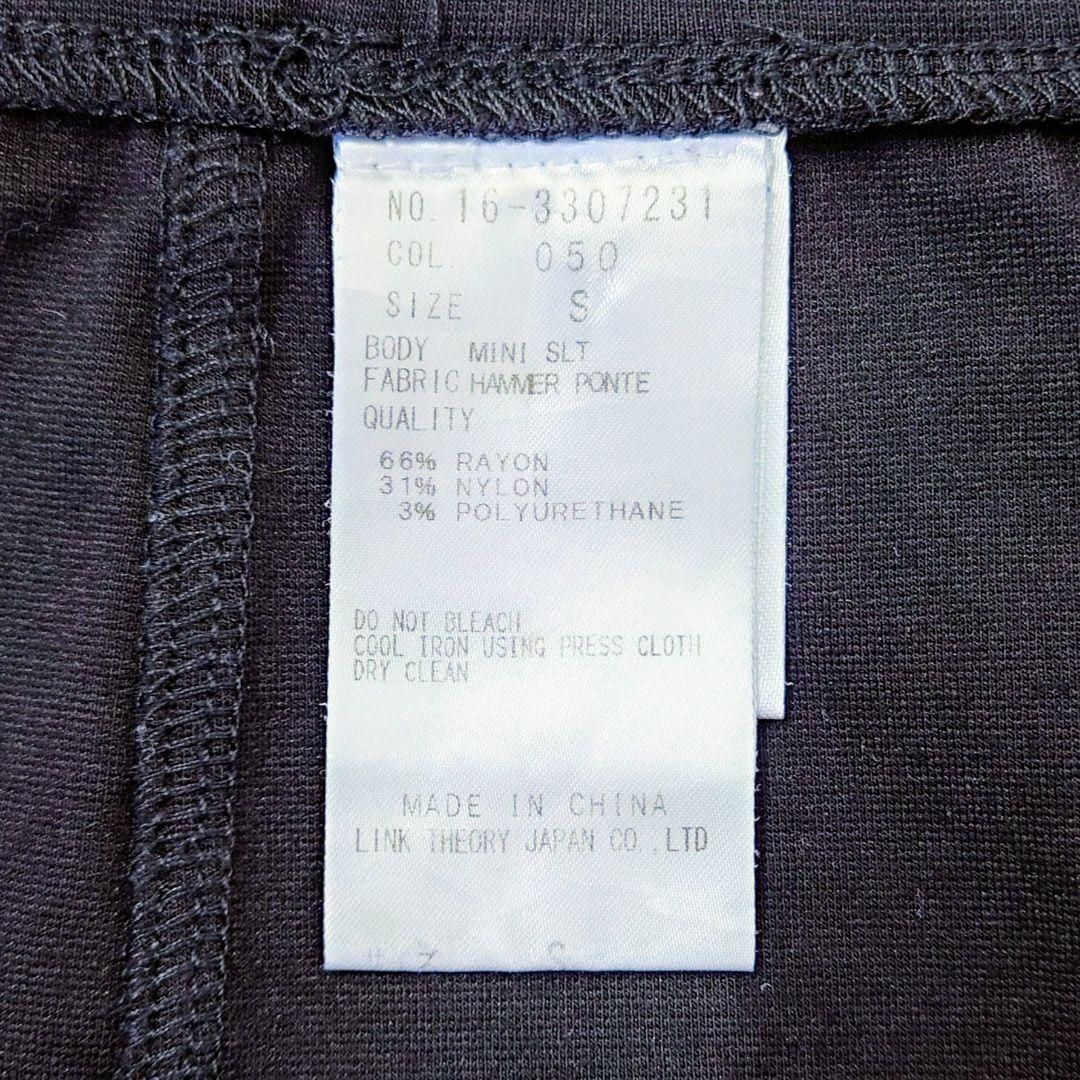 NO. 16-3307231
COL. 050
SIZE S
BODY MINI SLT
FABRIC HAMMER PONTE
QUALITY
66% RAYON
31% NYLON
3% POLYURETHANE
DO NOT BLEACH
COOL IRON USING PRESS CLOTH
DRY CLEAN
MADE IN CHINA
LINK THEORY JAPAN CO.,LTD
S